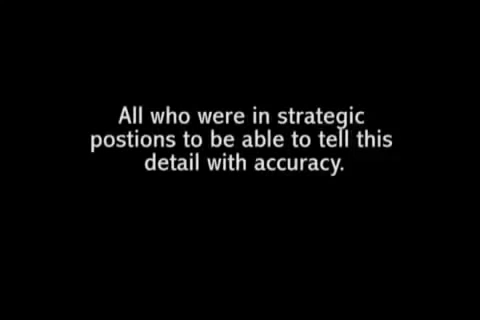 All who were in strategic
postions to be able to tell this
detail with accuracy.